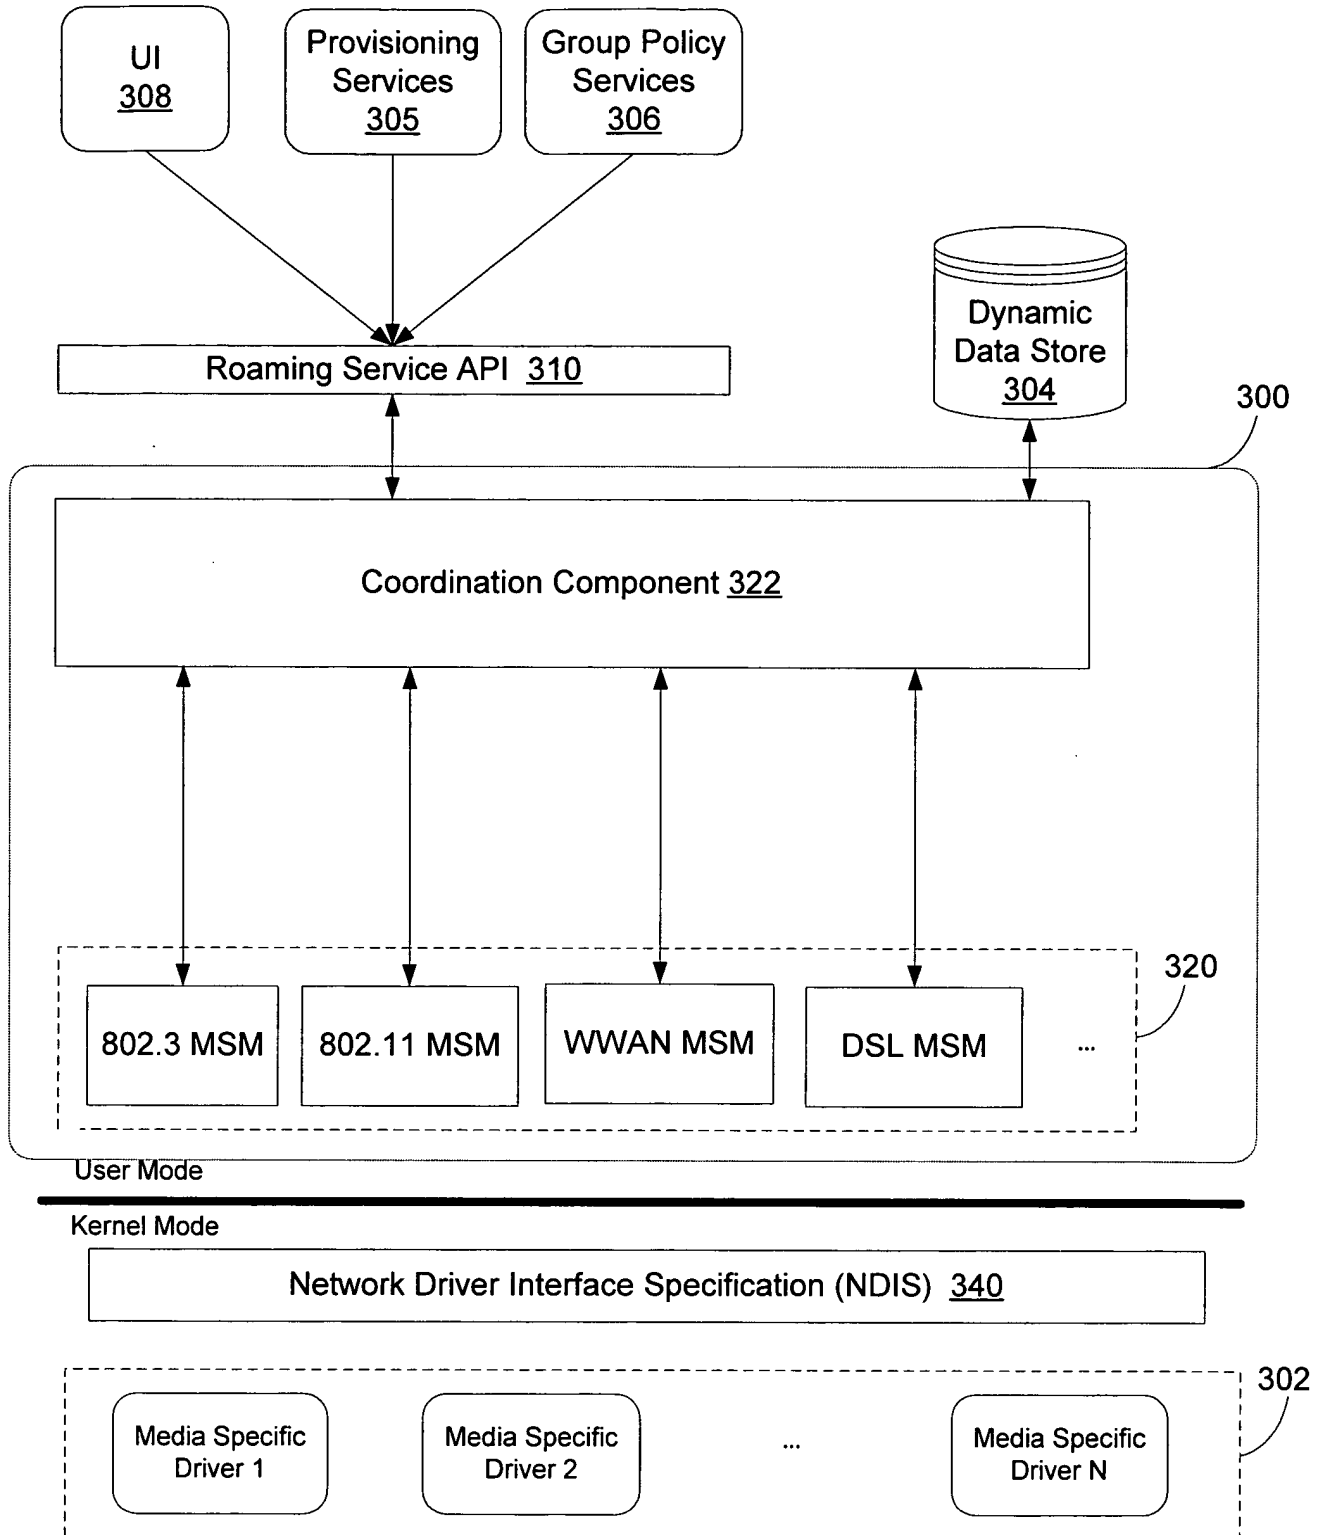 UI
308
Provisioning
Services
305
Group Policy
Services
306
Dynamic
Data Store
304
Roaming Service API 310
300
Coordination Component 322
320
802.3 MSM
802.11 MSM
WWAN MSM
DSL MSM
...
User Mode
Kernel Mode
Network Driver Interface Specification (NDIS) 340
302
Media Specific
Driver 1
Media Specific
Driver 2
...
Media Specific
Driver N